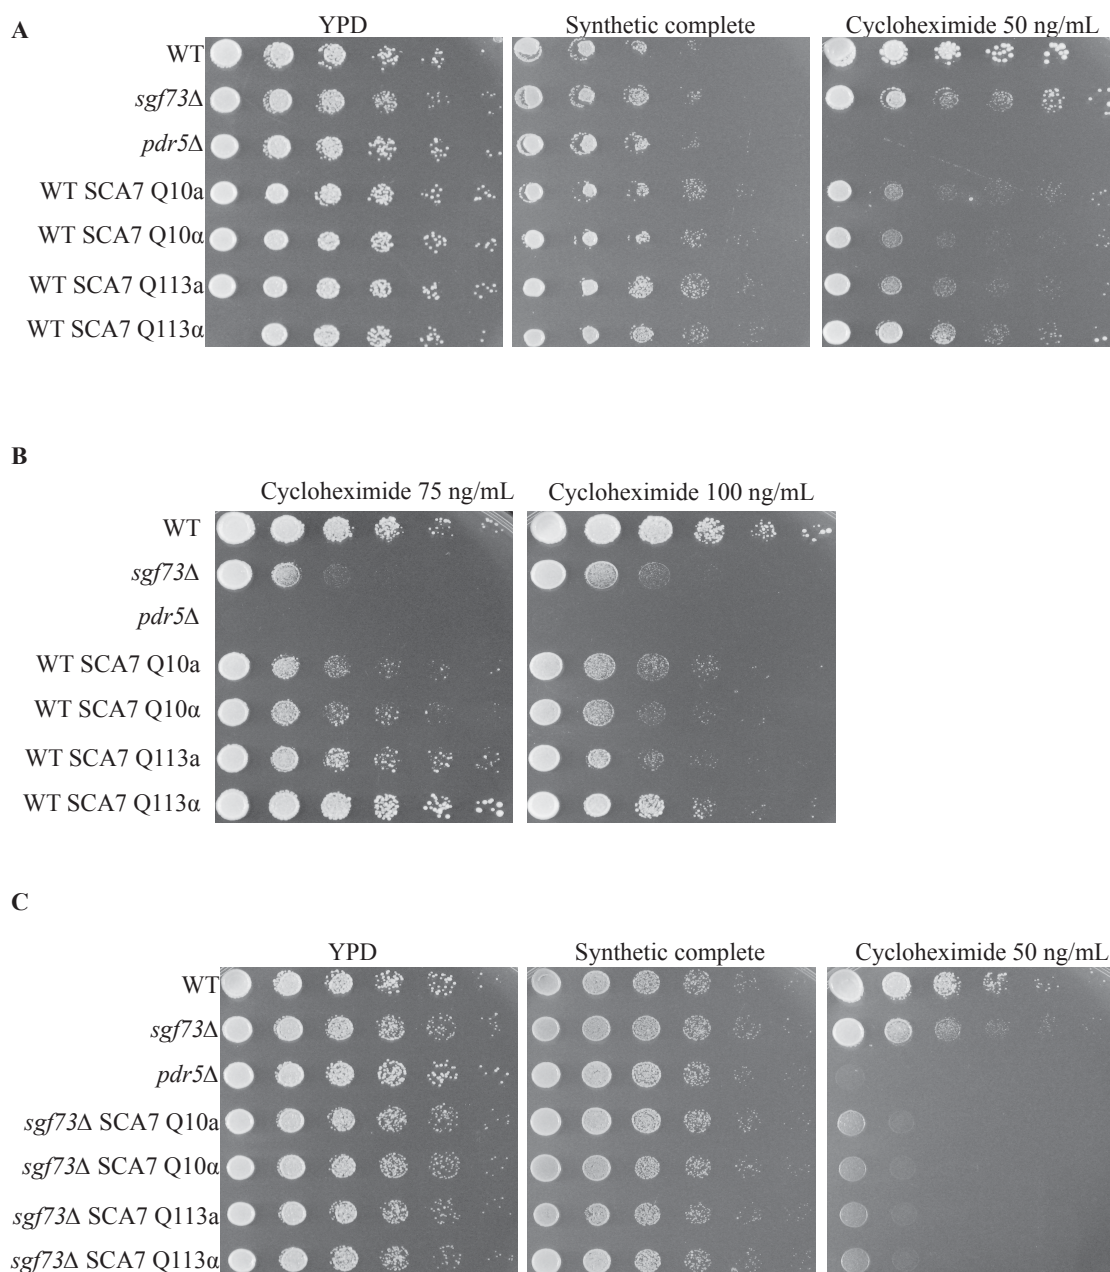 A
YPD
Synthetic complete
Cycloheximide 50 ng/mL
WT
sgf73Δ
pdr5Δ
WT SCA7 Q10a
WT SCA7 Q10α
WT SCA7 Q113a
WT SCA7 Q113α
B
Cycloheximide 75 ng/mL
Cycloheximide 100 ng/mL
WT
sgf73Δ
pdr5Δ
WT SCA7 Q10a
WT SCA7 Q10α
WT SCA7 Q113a
WT SCA7 Q113α
C
YPD
Synthetic complete
Cycloheximide 50 ng/mL
WT
sgf73Δ
pdr5Δ
sgf73Δ SCA7 Q10a
sgf73Δ SCA7 Q10α
sgf73Δ SCA7 Q113a
sgf73Δ SCA7 Q113α